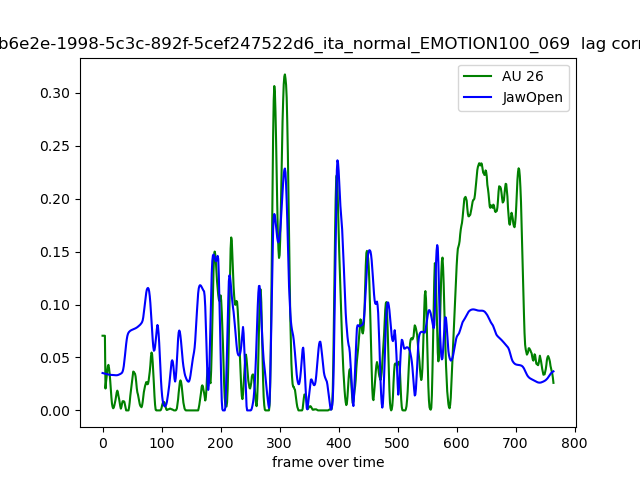 b6e2e-1998-5c3c-892f-5cef247522d6_ita_normal_EMOTION100_069 lag corr
AU 26
JawOpen
0.30
0.25
0.20
0.15
0.10
0.05
0.00
0 100 200 300 400 500 600 700 800
frame over time